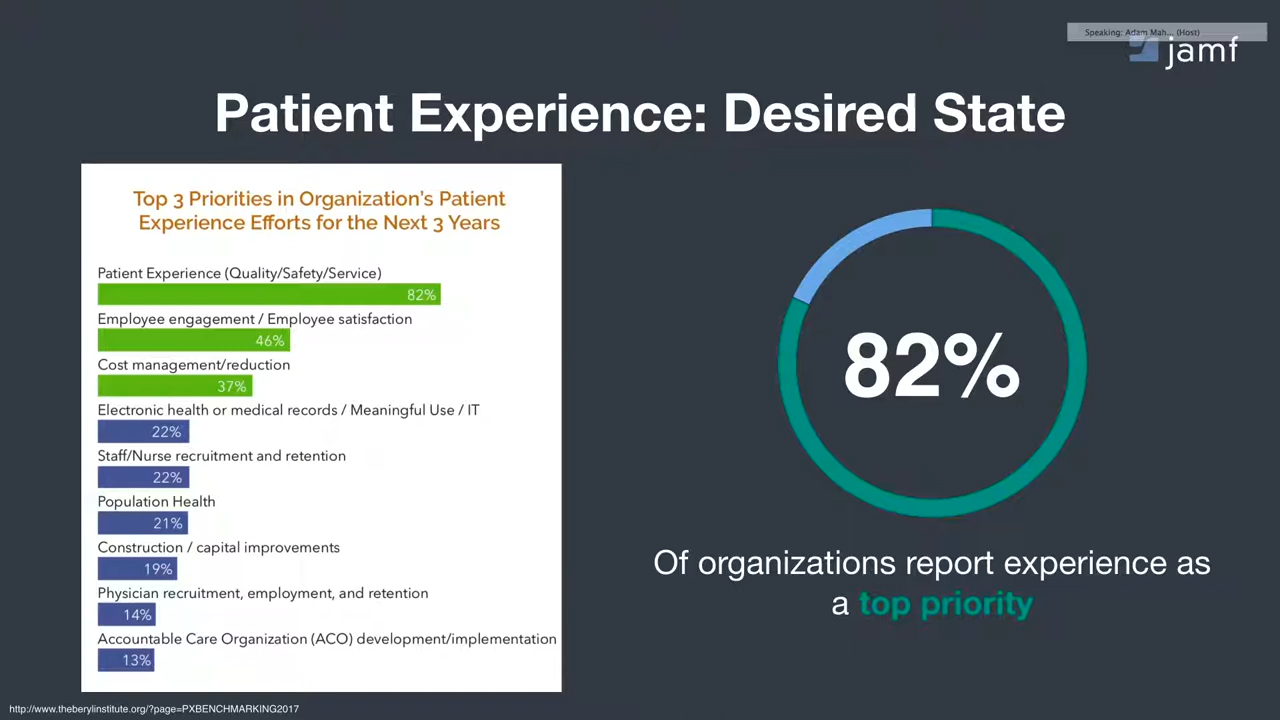 Speaking: Adam Mah... (Host)
jamf
Patient Experience: Desired State
Top 3 Priorities in Organization's Patient
Experience Efforts for the Next 3 Years
Patient Experience (Quality/Safety/Service)
82%
Employee engagement / Employee satisfaction
46%
Cost management/reduction
37%
Electronic health or medical records / Meaningful Use / IT
22%
Staff/Nurse recruitment and retention
22%
Population Health
21%
Construction / capital improvements
19%
Physician recruitment, employment, and retention
14%
Accountable Care Organization (ACO) development/implementation
13%
82%
Of organizations report experience as
a top priority
http://www.theberylinstitute.org/?page=PXBENCHMARKING2017